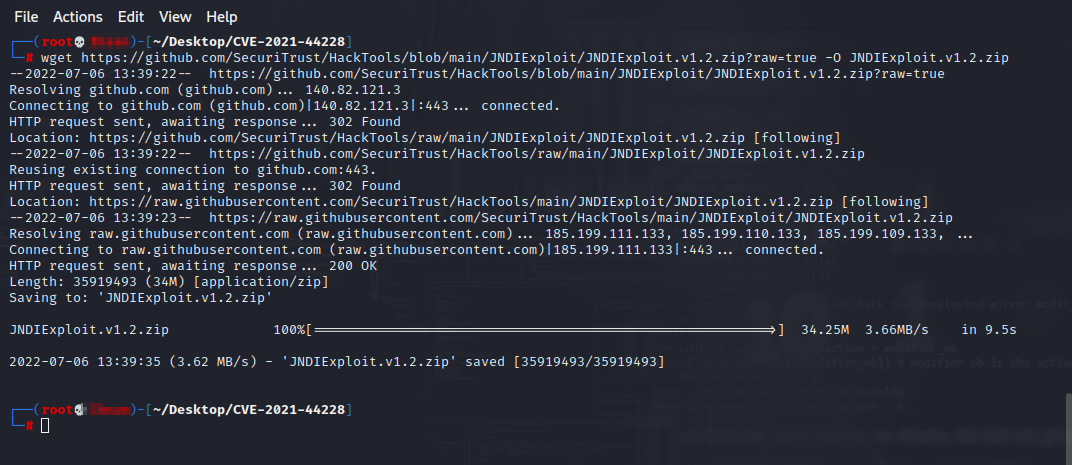 File Actions Edit View Help
┌──(root💀 )-[~/Desktop/CVE-2021-44228]
└─# wget https://github.com/SecuriTrust/HackTools/blob/main/JNDIExploit/JNDIExploit.v1.2.zip?raw=true -O JNDIExploit.v1.2.zip
--2022-07-06 13:39:22-- https://github.com/SecuriTrust/HackTools/blob/main/JNDIExploit/JNDIExploit.v1.2.zip?raw=true
Resolving github.com (github.com)... 140.82.121.3
Connecting to github.com (github.com)|140.82.121.3|:443... connected.
HTTP request sent, awaiting response... 302 Found
Location: https://github.com/SecuriTrust/HackTools/raw/main/JNDIExploit/JNDIExploit.v1.2.zip [following]
--2022-07-06 13:39:22-- https://github.com/SecuriTrust/HackTools/raw/main/JNDIExploit/JNDIExploit.v1.2.zip
Reusing existing connection to github.com:443.
HTTP request sent, awaiting response... 302 Found
Location: https://raw.githubusercontent.com/SecuriTrust/HackTools/main/JNDIExploit/JNDIExploit.v1.2.zip [following]
--2022-07-06 13:39:23-- https://raw.githubusercontent.com/SecuriTrust/HackTools/main/JNDIExploit/JNDIExploit.v1.2.zip
Resolving raw.githubusercontent.com (raw.githubusercontent.com)... 185.199.111.133, 185.199.110.133, 185.199.109.133, ...
Connecting to raw.githubusercontent.com (raw.githubusercontent.com)|185.199.111.133|:443... connected.
HTTP request sent, awaiting response... 200 OK
Length: 35919493 (34M) [application/zip]
Saving to: 'JNDIExploit.v1.2.zip'
JNDIExploit.v1.2.zip 100%[===================================================>] 34.25M 3.66MB/s in 9.5s
2022-07-06 13:39:35 (3.62 MB/s) - 'JNDIExploit.v1.2.zip' saved [35919493/35919493]
┌──(root💀 )-[~/Desktop/CVE-2021-44228]
└─#